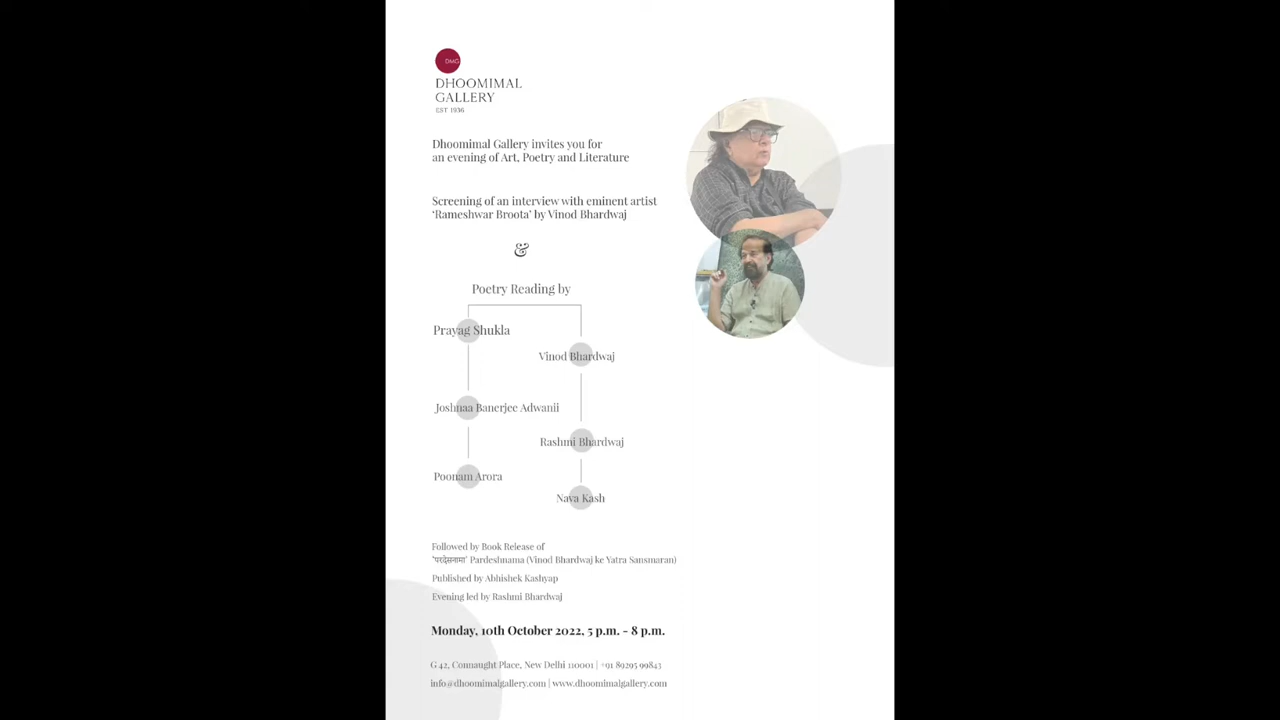 DMG
DHOOMIMAL
GALLERY
EST 1936
Dhoomimal Gallery invites you for
an evening of Art, Poetry and Literature
Screening of an interview with eminent artist
‘Rameshwar Broota’ by Vinod Bhardwaj
&
Poetry Reading by
Prayag Shukla
Vinod Bhardwaj
Joshnaa Banerjee Adwanii
Rashmi Bhardwaj
Poonam Arora
Nava Kash
Followed by Book Release of
‘परदेसनामा’ Pardeshnama (Vinod Bhardwaj ke Yatra Sansmaran)
Published by Abhishek Kashyap
Evening led by Rashmi Bhardwaj
Monday, 10th October 2022, 5 p.m. - 8 p.m.
G 42, Connaught Place, New Delhi 110001 | +91 89295 99843
info@dhoomimalgallery.com | www.dhoomimalgallery.com